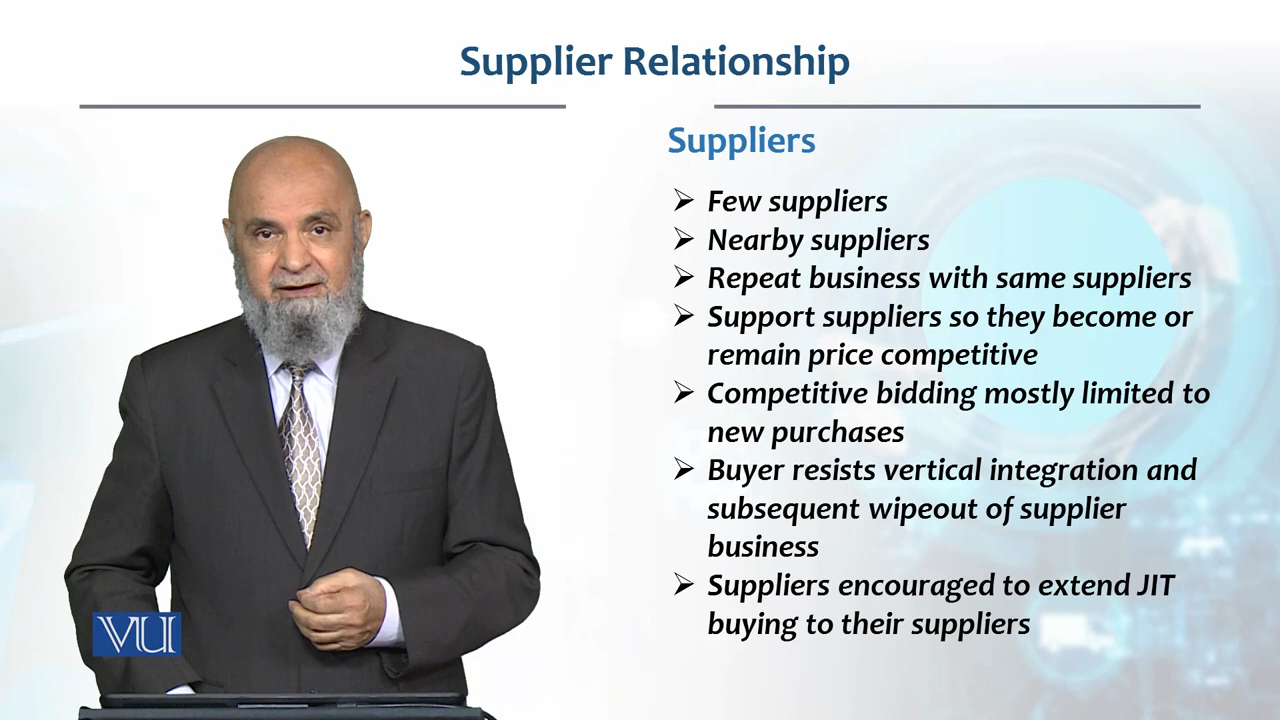 Supplier Relationship
Suppliers
➢ Few suppliers
➢ Nearby suppliers
➢ Repeat business with same suppliers
➢ Support suppliers so they become or
remain price competitive
➢ Competitive bidding mostly limited to
new purchases
➢ Buyer resists vertical integration and
subsequent wipeout of supplier
business
➢ Suppliers encouraged to extend JIT
buying to their suppliers
VU